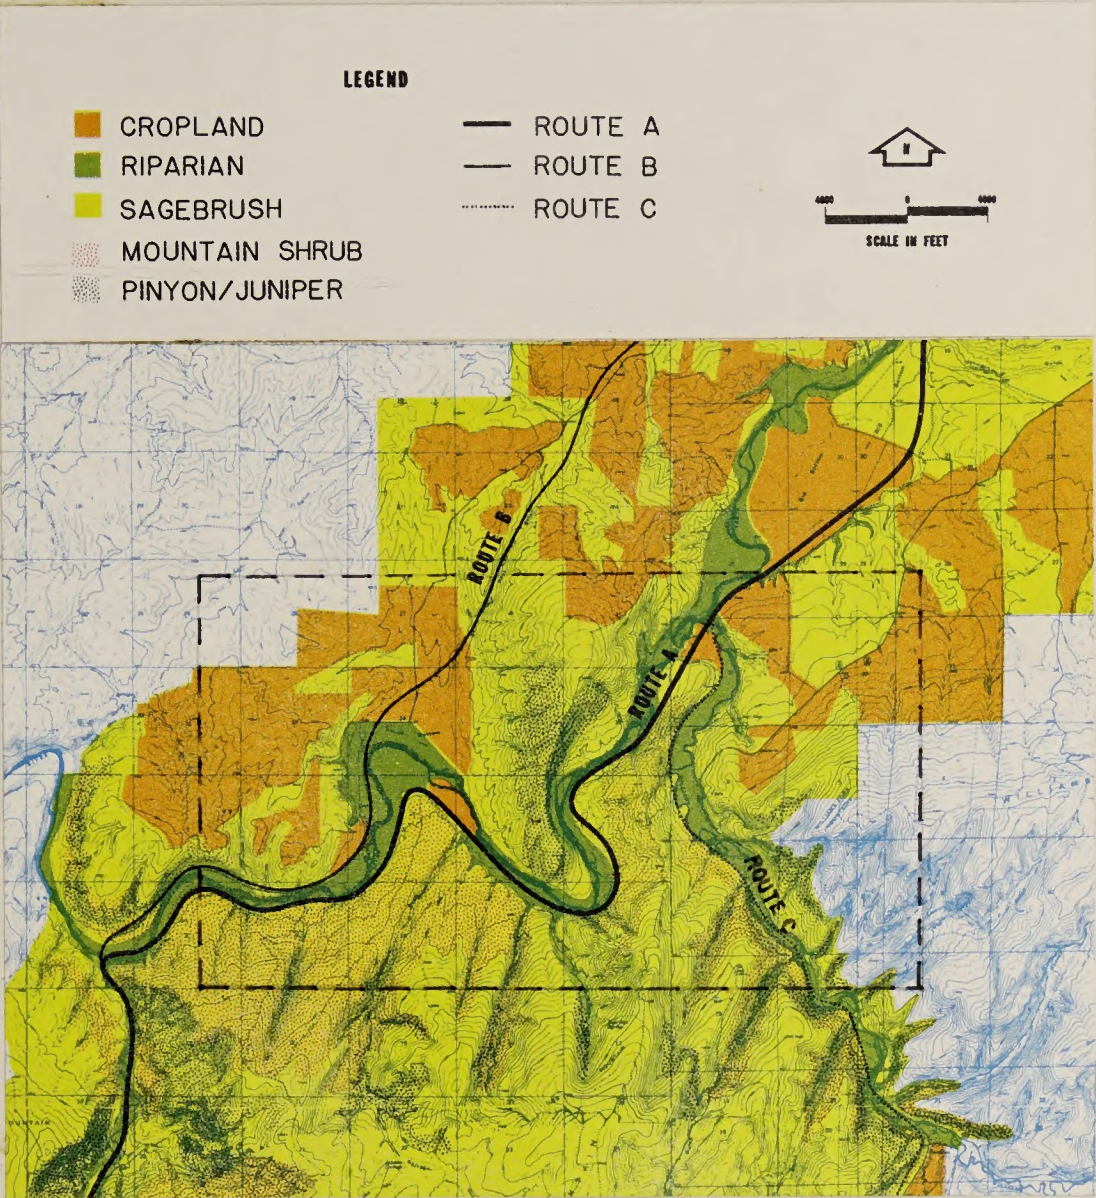 LEGEND
CROPLAND
RIPARIAN
SAGEBRUSH
MOUNTAIN SHRUB
PINYON/JUNIPER
ROUTE A
ROUTE B
ROUTE C
N
4000 0 4000
SCALE IN FEET
ROUTE B
ROUTE A
ROUTE C